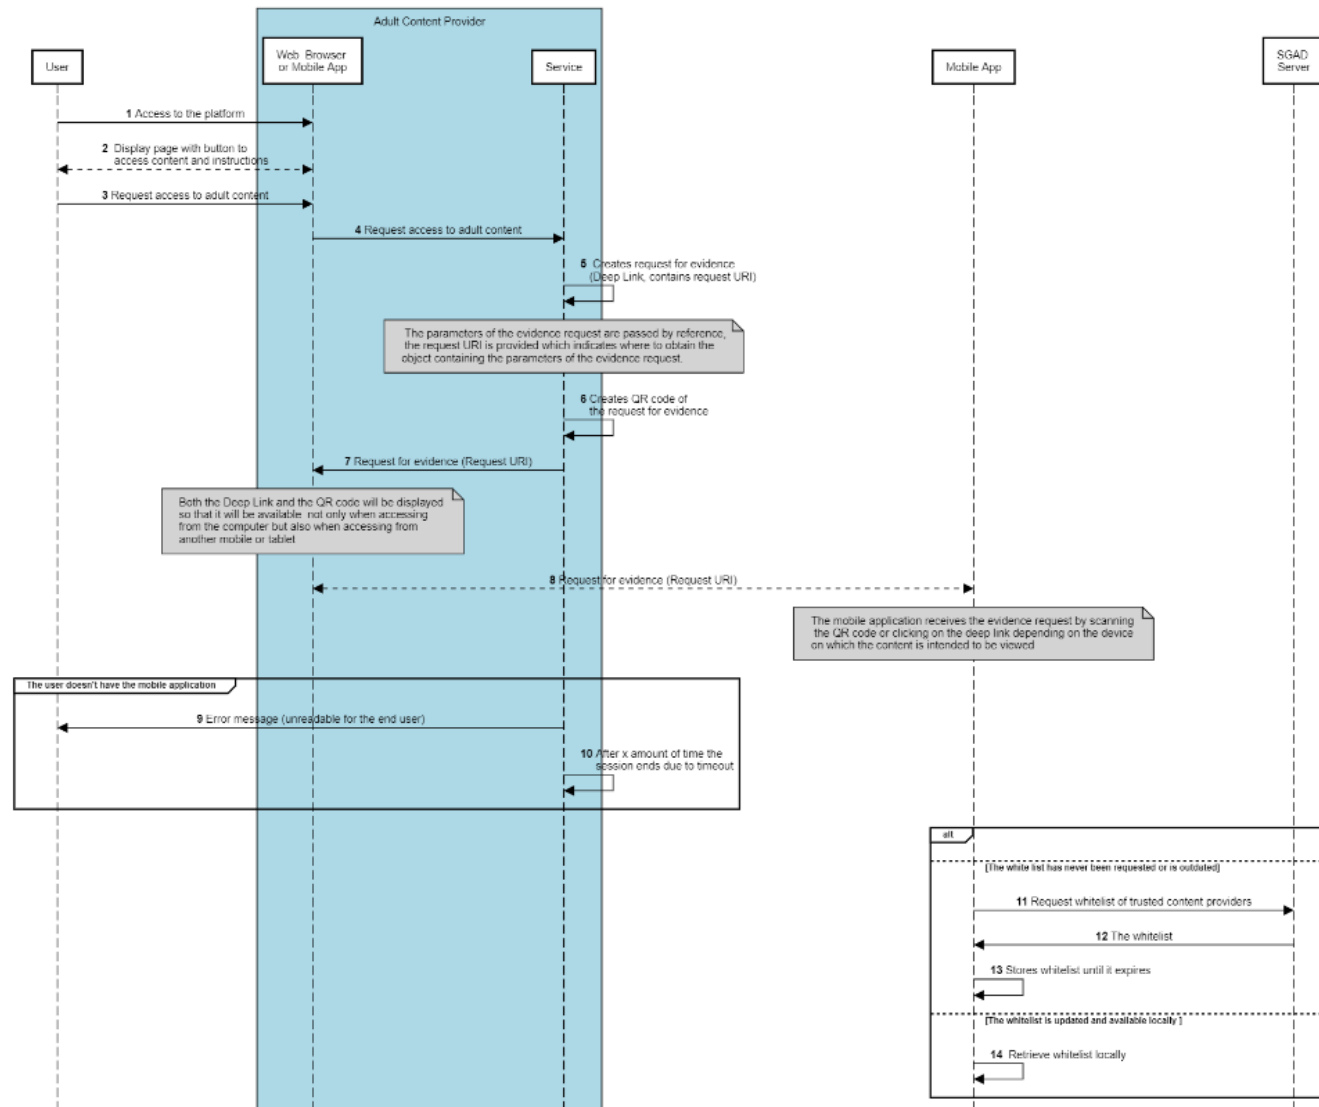 Adult Content Provider
User
Web Browser
or Mobile App
Service
Mobile App
SGAD
Server
1 Access to the platform
2 Display page with button to
access content and instructions
3 Request access to adult content
4 Request access to adult content
5 Creates request for evidence
(Deep Link, contains request URI)
The parameters of the evidence request are passed by reference,
the request URI is provided which indicates where to obtain the
object containing the parameters of the evidence request.
6 Creates QR code of
the request for evidence
7 Request for evidence (Request URI)
Both the Deep Link and the QR code will be displayed
so that it will be available not only when accessing
from the computer but also when accessing from
another mobile or tablet
8 Request for evidence (Request URI)
The mobile application receives the evidence request by scanning
the QR code or clicking on the deep link depending on the device
on which the content is intended to be viewed
The user doesn't have the mobile application
9 Error message (unreadable for the end user)
10 After x amount of time the
session ends due to timeout
alt
[The white list has never been requested or is outdated]
11 Request whitelist of trusted content providers
12 The whitelist
13 Stores whitelist until it expires
[The whitelist is updated and available locally ]
14 Retrieve whitelist locally